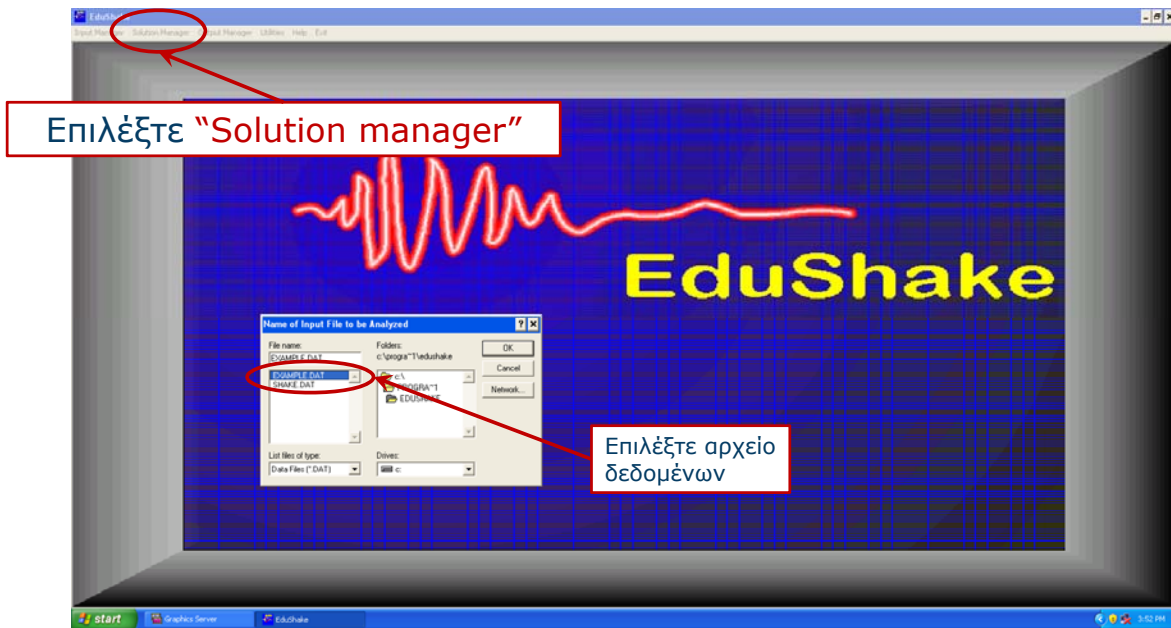 EduShake
Solution Manager Output Manager Utilities Help Exit
Επιλέξτε “Solution manager”
EduShake
Name of Input File to be Analyzed
File name:
EXAMPLE.DAT
EXAMPLE.DAT
SHAKE.DAT
List files of type:
Data Files (*.DAT)
Folders:
c:\progra~1\edushake
c:\
PROGRA~1
EDUSHAKE
Drives:
c:
OK
Cancel
Network...
Επιλέξτε αρχείο
δεδομένων
start
Graphics Server
EduShake
3:52 PM